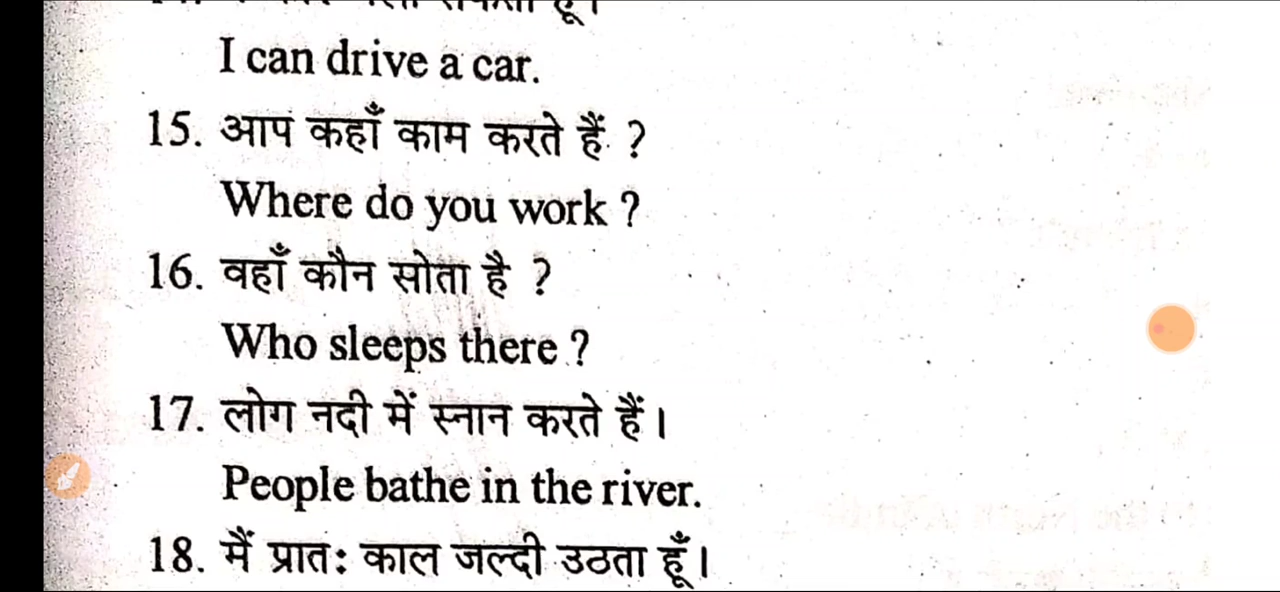 I can drive a car.
15. आप कहाँ काम करते हैं ?
Where do you work ?
16. वहाँ कौन सोता है ?
Who sleeps there ?
17. लोग नदी में स्नान करते हैं।
People bathe in the river.
18. मैं प्रातः काल जल्दी उठता हूँ।